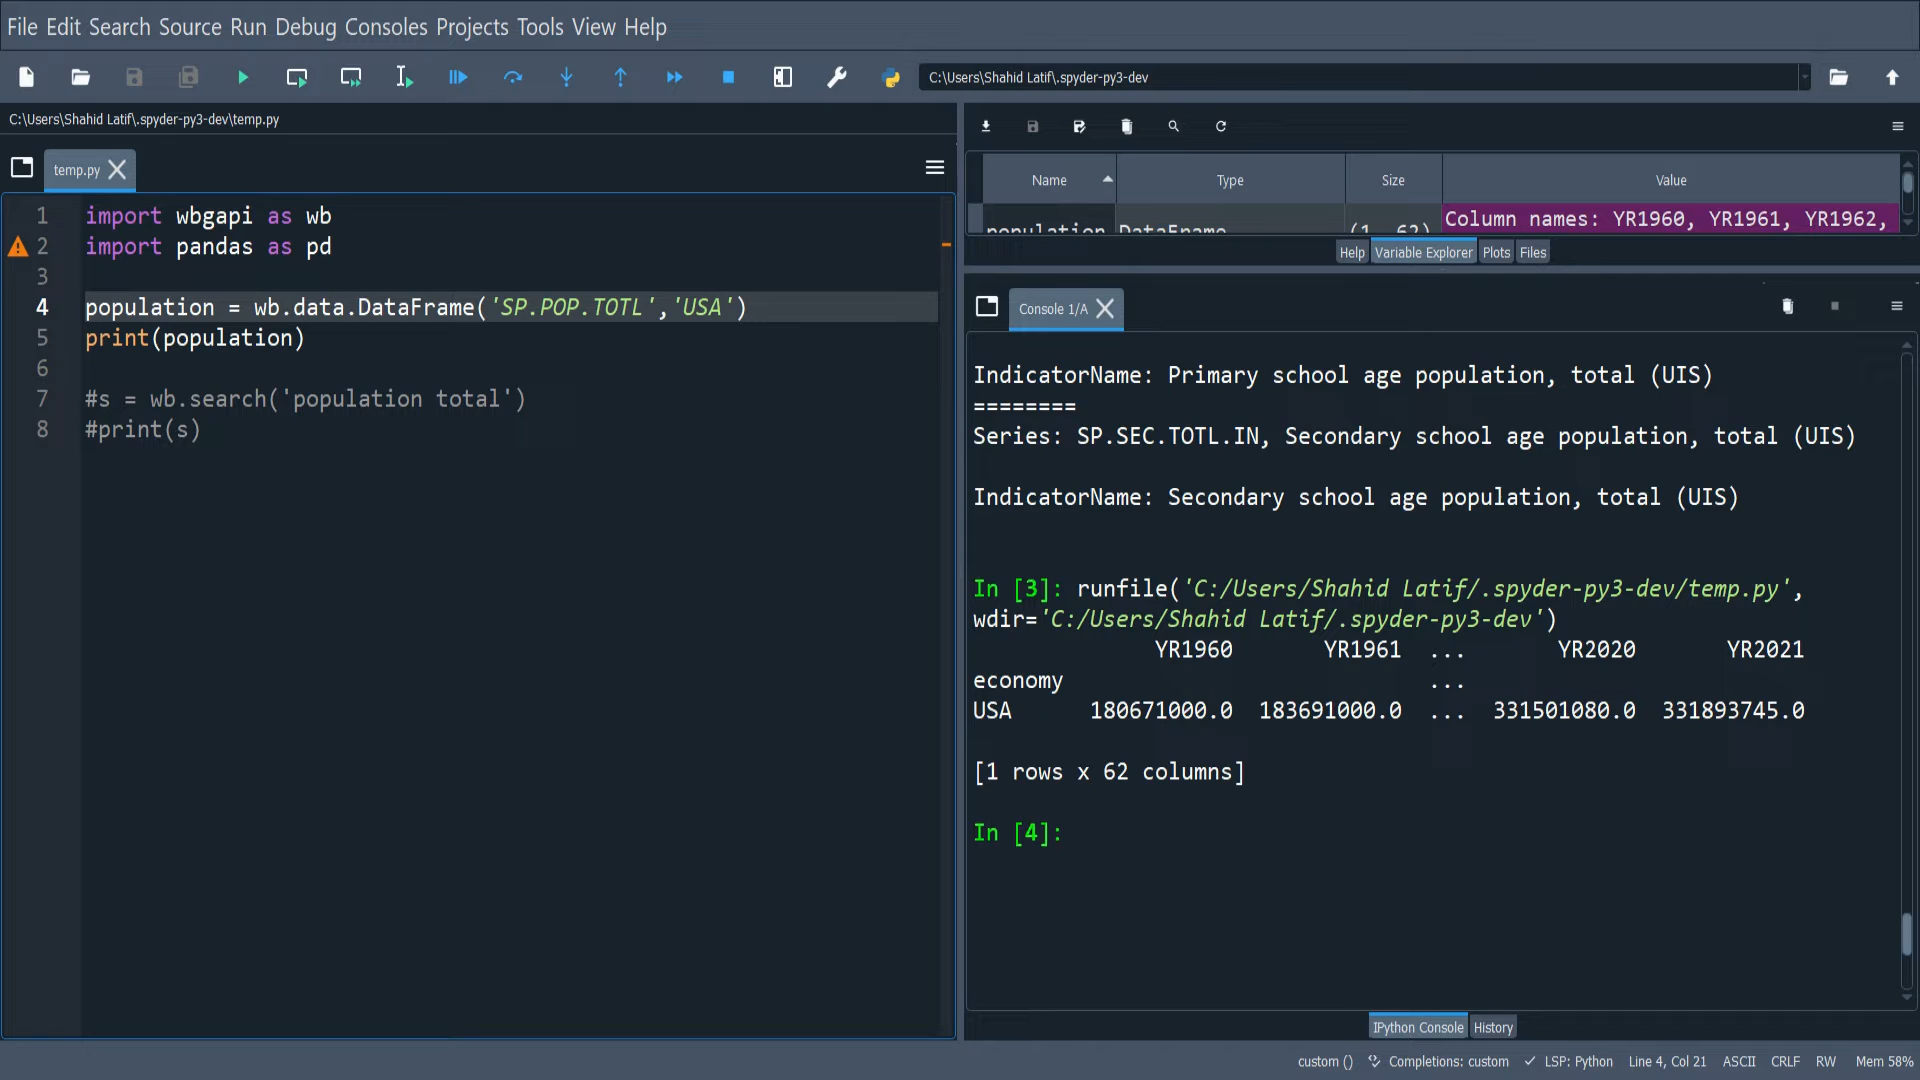 File Edit Search Source Run Debug Consoles Projects Tools View Help
C:\Users\Shahid Latif\.spyder-py3-dev
C:\Users\Shahid Latif\.spyder-py3-dev\temp.py
temp.py
1 import wbgapi as wb
2 import pandas as pd
3
4 population = wb.data.DataFrame('SP.POP.TOTL','USA')
5 print(population)
6
7 #s = wb.search('population total')
8 #print(s)
Name Type Size Value
population DataFrame (1, 62) Column names: YR1960, YR1961, YR1962,
Help Variable Explorer Plots Files
Console 1/A
IndicatorName: Primary school age population, total (UIS)
========
Series: SP.SEC.TOTL.IN, Secondary school age population, total (UIS)
IndicatorName: Secondary school age population, total (UIS)
In [3]: runfile('C:/Users/Shahid Latif/.spyder-py3-dev/temp.py',
wdir='C:/Users/Shahid Latif/.spyder-py3-dev')
YR1960 YR1961 ... YR2020 YR2021
economy ...
USA 180671000.0 183691000.0 ... 331501080.0 331893745.0
[1 rows x 62 columns]
In [4]:
IPython Console History
custom () Completions: custom LSP: Python Line 4, Col 21 ASCII CRLF RW Mem 58%